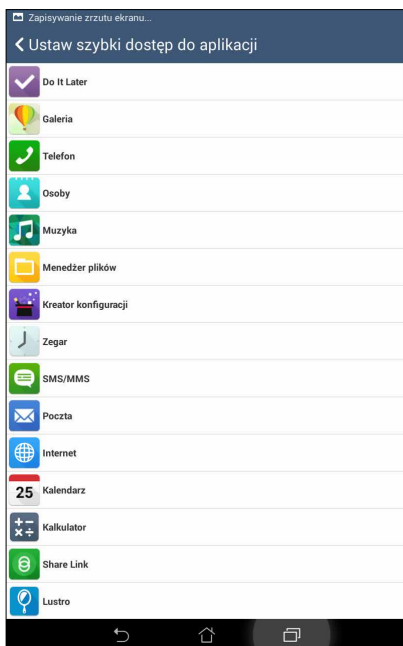 Zapisywanie zrzutu ekranu...
Ustaw szybki dostęp do aplikacji
Do It Later
Galeria
Telefon
Osoby
Muzyka
Menedżer plików
Kreator konfiguracji
Zegar
SMS/MMS
Poczta
Internet
25 Kalendarz
Kalkulator
Share Link
Lustro